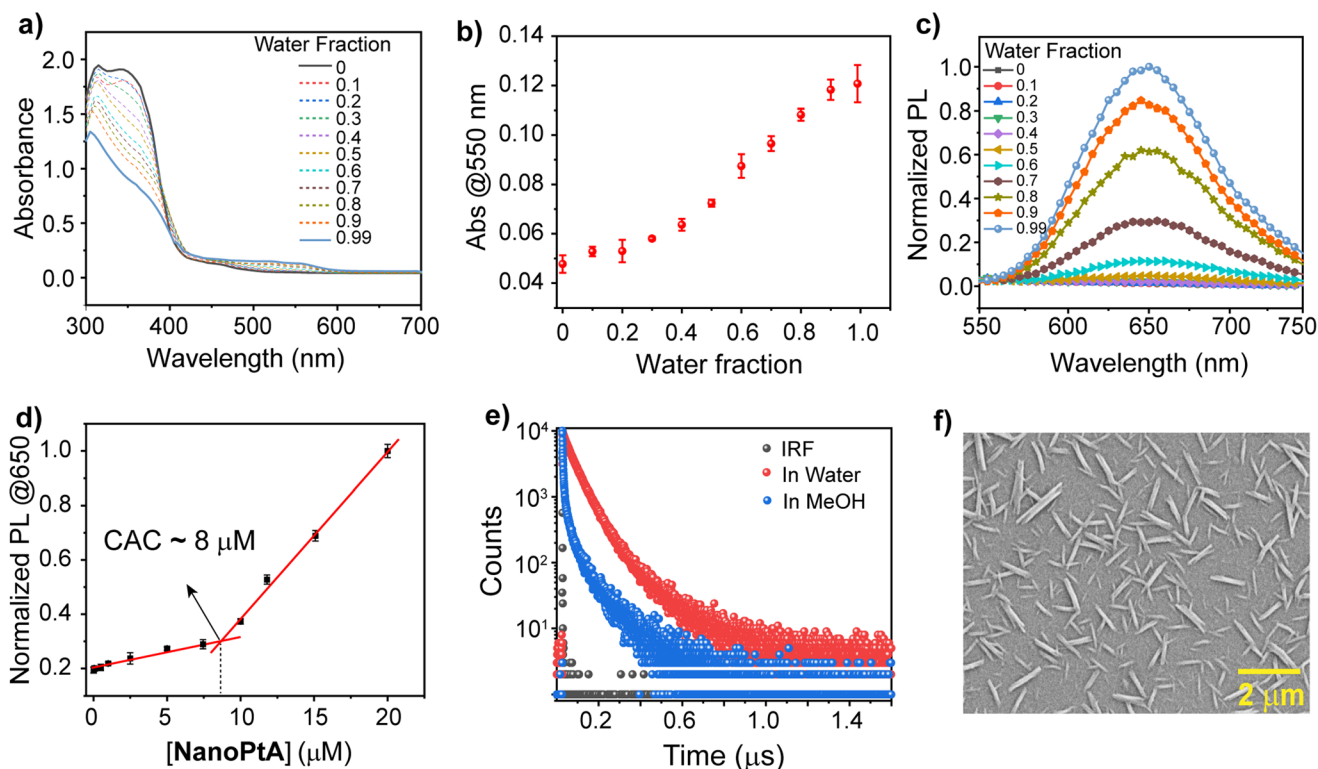 a)
Water Fraction
0
0.1
0.2
0.3
0.4
0.5
0.6
0.7
0.8
0.9
0.99
2.0
1.5
1.0
0.5
0.0
Absorbance
300 400 500 600 700
Wavelength (nm)
b)
0.14
0.12
0.10
0.08
0.06
0.04
Abs @550 nm
0 0.2 0.4 0.6 0.8 1.0
Water fraction
c)
Water Fraction
0
0.1
0.2
0.3
0.4
0.5
0.6
0.7
0.8
0.9
0.99
1.0
0.8
0.6
0.4
0.2
0.0
Normalized PL
550 600 650 700 750
Wavelength (nm)
d)
1.0
0.8
0.6
0.4
0.2
Normalized PL @650
CAC ~ 8 μM
0 5 10 15 20
[NanoPtA] (μM)
e)
10⁴
10³
10²
10¹
Counts
IRF
In Water
In MeOH
0.2 0.6 1.0 1.4
Time (μs)
f)
2 μm